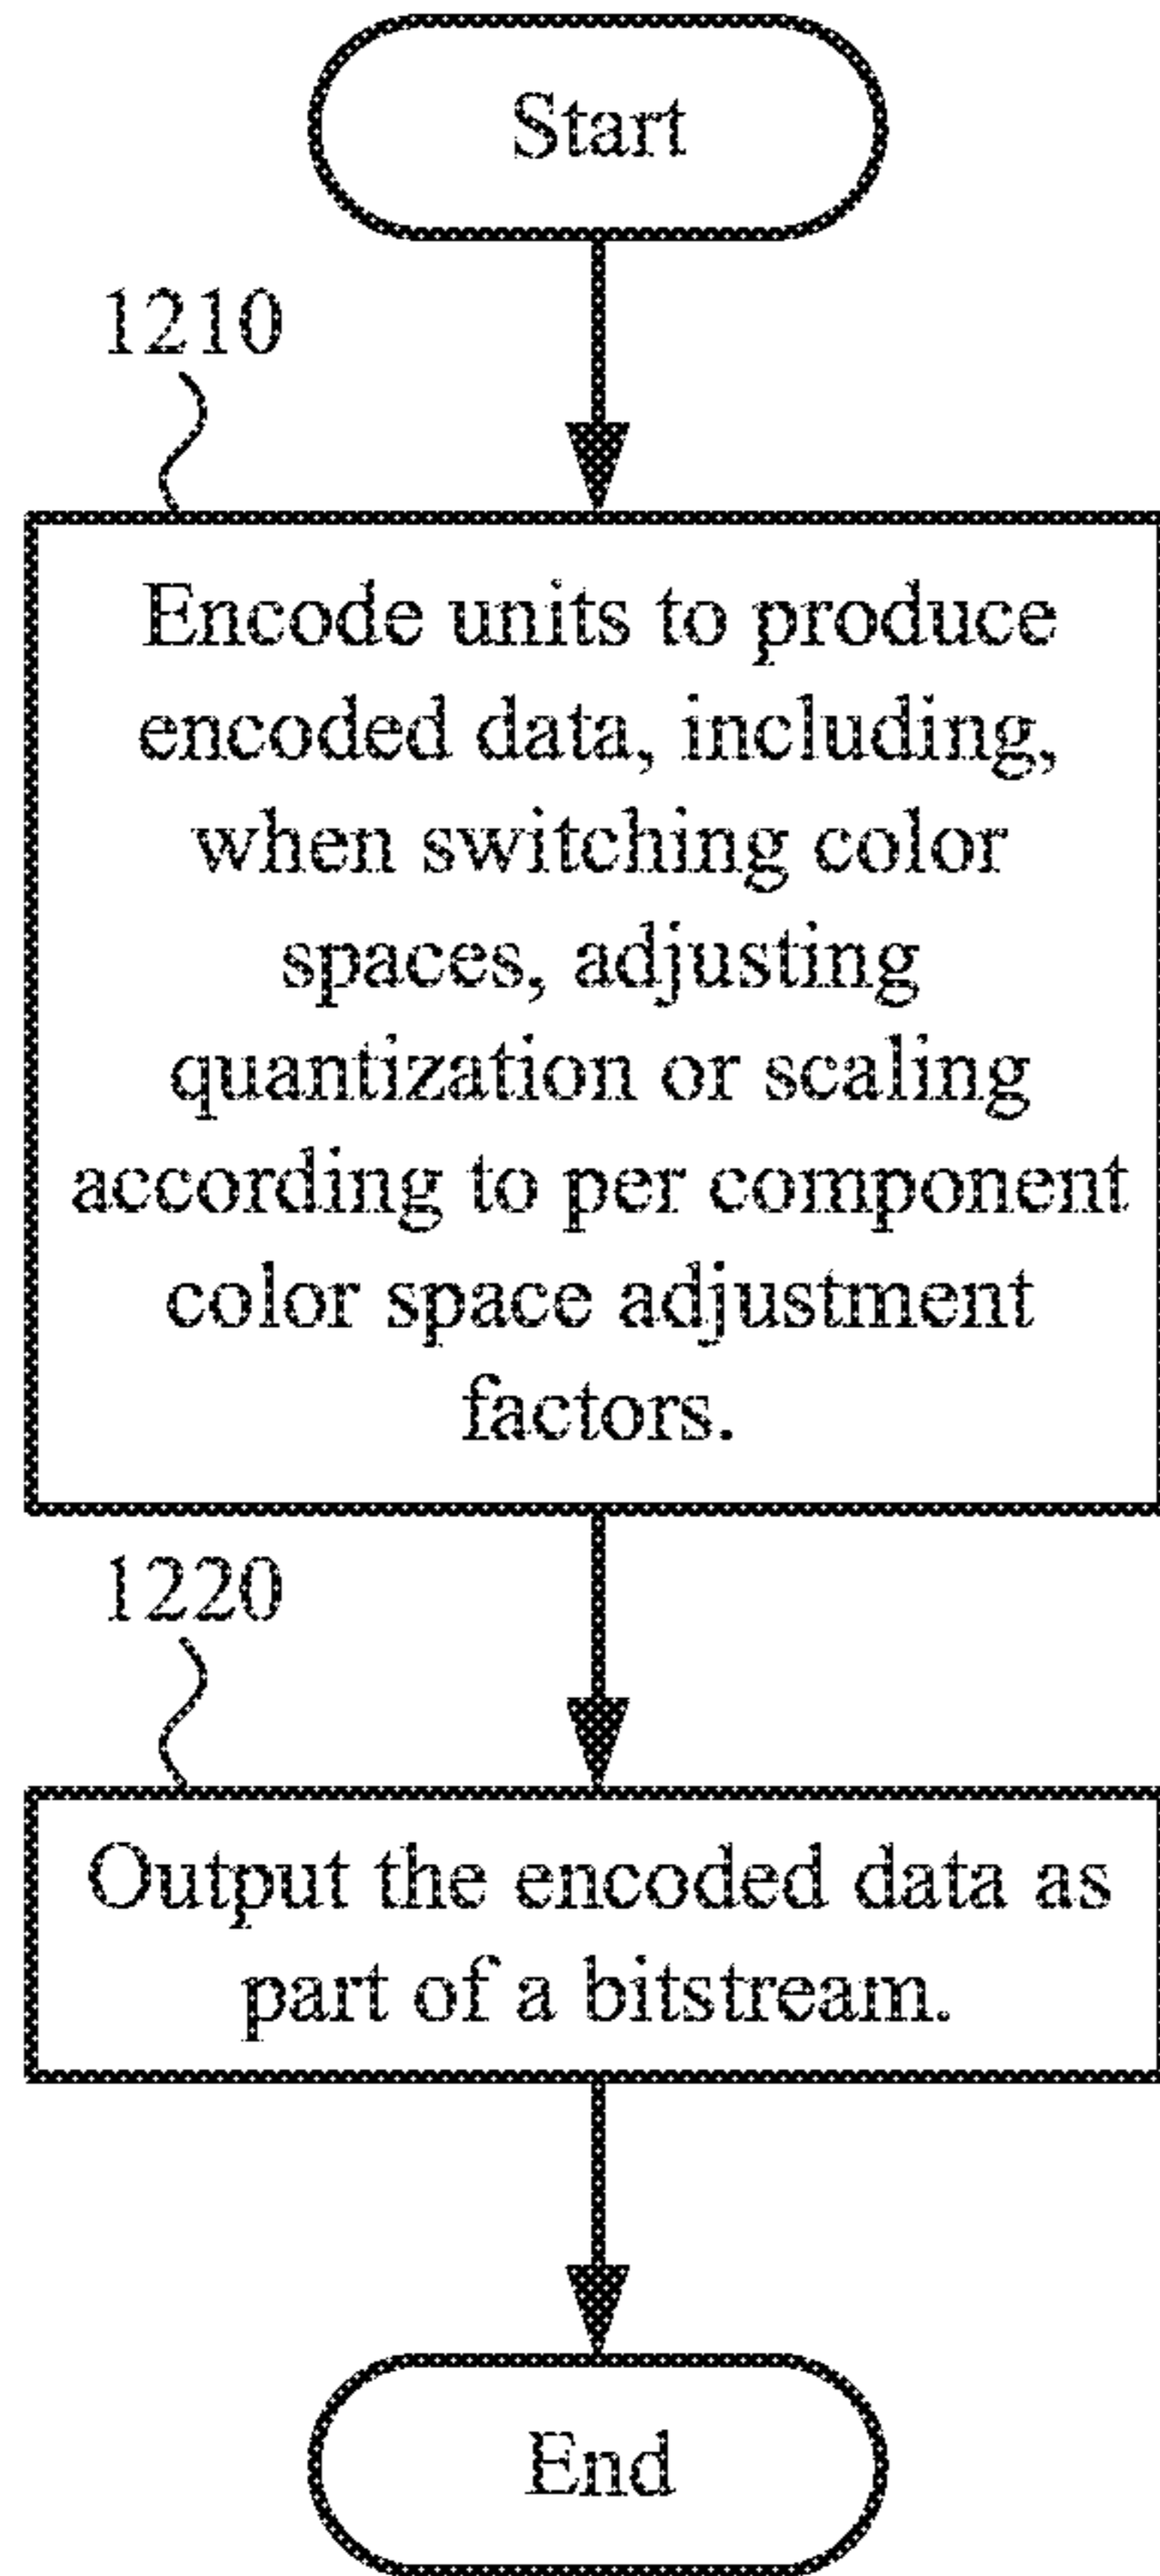 Start
1210
Encode units to produce
encoded data, including,
when switching color
spaces, adjusting
quantization or scaling
according to per component
color space adjustment
factors.
1220
Output the encoded data as
part of a bitstream.
End